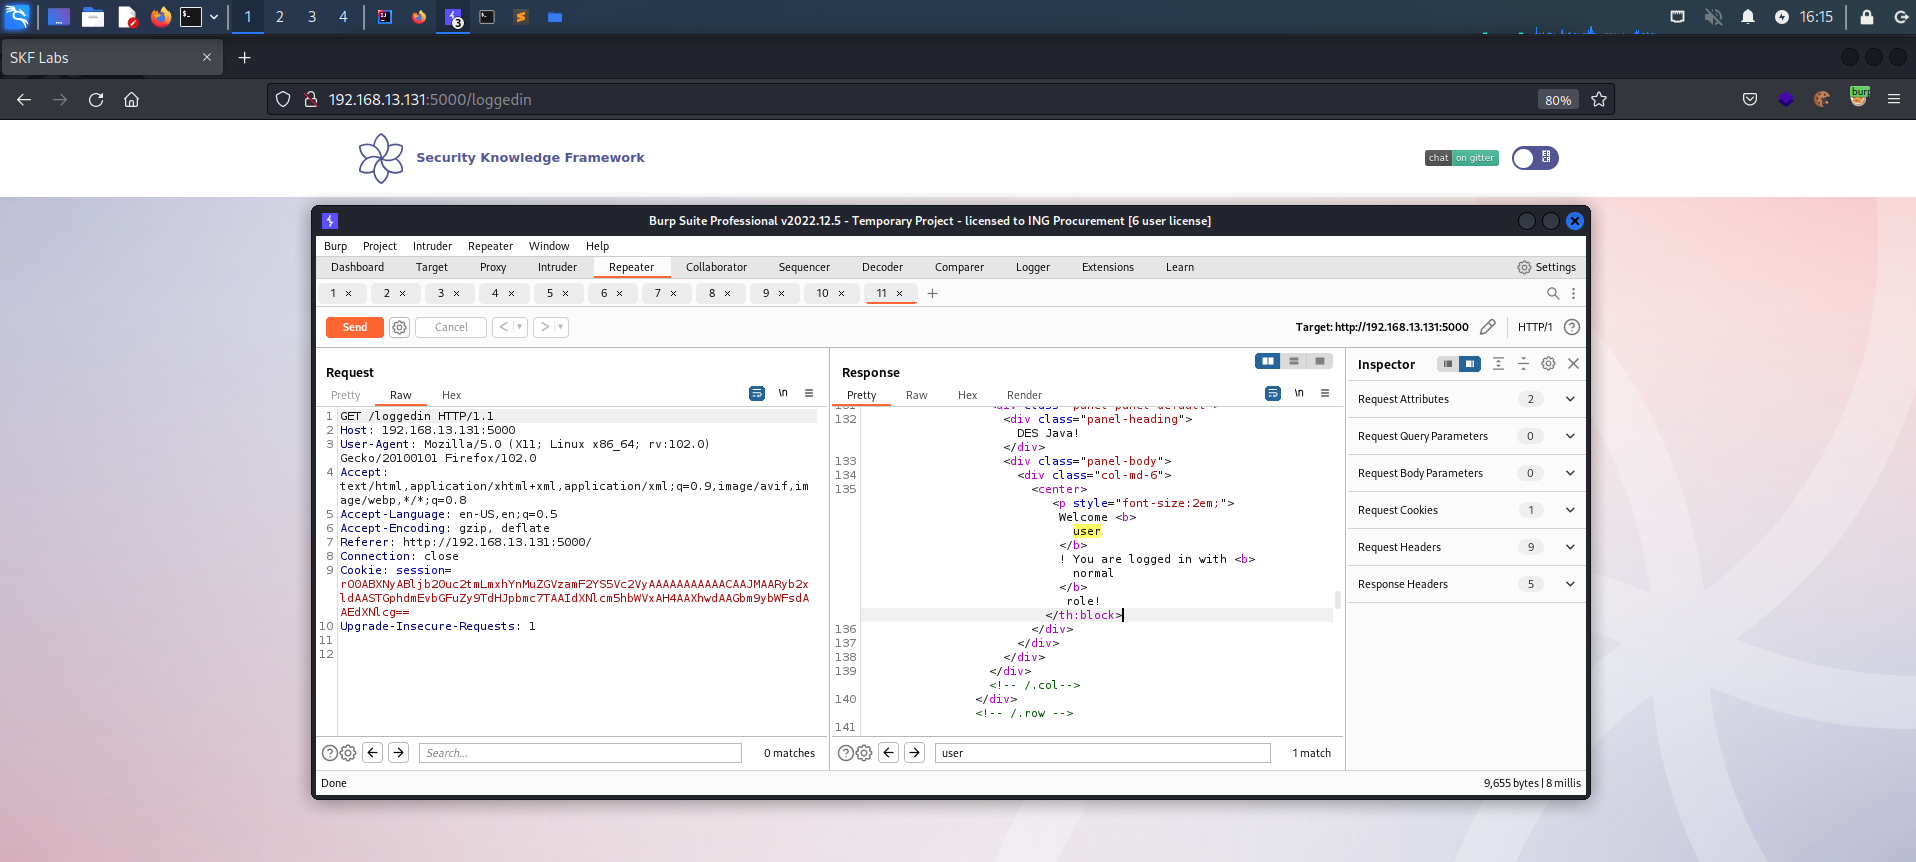 1 2 3 4
3
16:15
SKF Labs
192.168.13.131:5000/loggedin
80%
burp
Security Knowledge Framework
chat on gitter
Burp Suite Professional v2022.12.5 - Temporary Project - licensed to ING Procurement [6 user license]
Burp Project Intruder Repeater Window Help
Dashboard Target Proxy Intruder Repeater Collaborator Sequencer Decoder Comparer Logger Extensions Learn
Settings
1 × 2 × 3 × 4 × 5 × 6 × 7 × 8 × 9 × 10 × 11 × +
Send Cancel < >
Target: http://192.168.13.131:5000 HTTP/1
Request
Pretty Raw Hex
\n
1 GET /loggedin HTTP/1.1
2 Host: 192.168.13.131:5000
3 User-Agent: Mozilla/5.0 (X11; Linux x86_64; rv:102.0)
Gecko/20100101 Firefox/102.0
4 Accept:
text/html,application/xhtml+xml,application/xml;q=0.9,image/avif,im
age/webp,*/*;q=0.8
5 Accept-Language: en-US,en;q=0.5
6 Accept-Encoding: gzip, deflate
7 Referer: http://192.168.13.131:5000/
8 Connection: close
9 Cookie: session=
rO0ABXNyABljb20uc2tmLmxhYnMuZGVzamF2YS5Vc2VyAAAAAAAAAAACAAJMAARyb2x
ldAASTGphdmEvbGFuZy9TdHJpbmc7TAAIdXNlcm5hbWVxAH4AAXhwdAAGbm9ybWFsdA
AEdXNlcg==
10 Upgrade-Insecure-Requests: 1
11
12
Search...
0 matches
Response
Pretty Raw Hex Render
\n
131 <div class="panel panel-default">
132 <div class="panel-heading">
DES Java!
</div>
133 <div class="panel-body">
134 <div class="col-md-6">
135 <center>
<p style="font-size:2em;">
Welcome <b>
user
</b>
! You are logged in with <b>
normal
</b>
role!
</th:block>
136 </div>
137 </div>
138 </div>
139 </div>
<!-- /.col-->
140 </div>
<!-- /.row -->
141
user
1 match
Inspector
Request Attributes 2
Request Query Parameters 0
Request Body Parameters 0
Request Cookies 1
Request Headers 9
Response Headers 5
Done
9,655 bytes | 8 millis